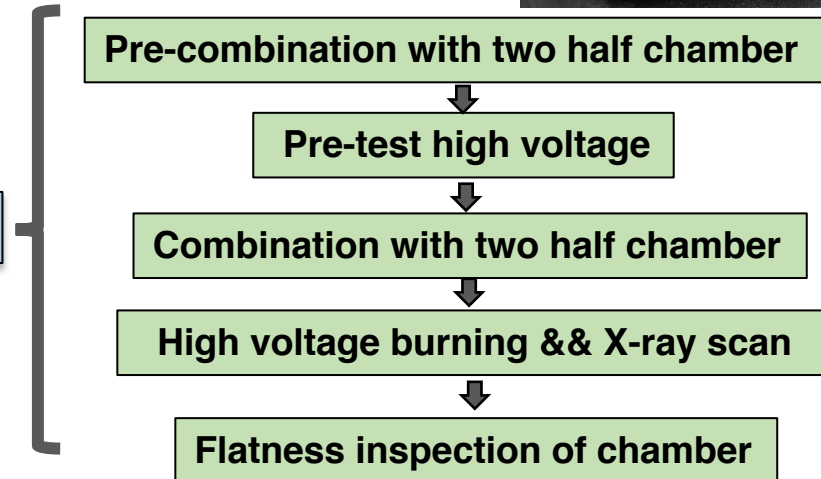 Pre-combination with two half chamber
Pre-test high voltage
Combination with two half chamber
High voltage burning && X-ray scan
Flatness inspection of chamber